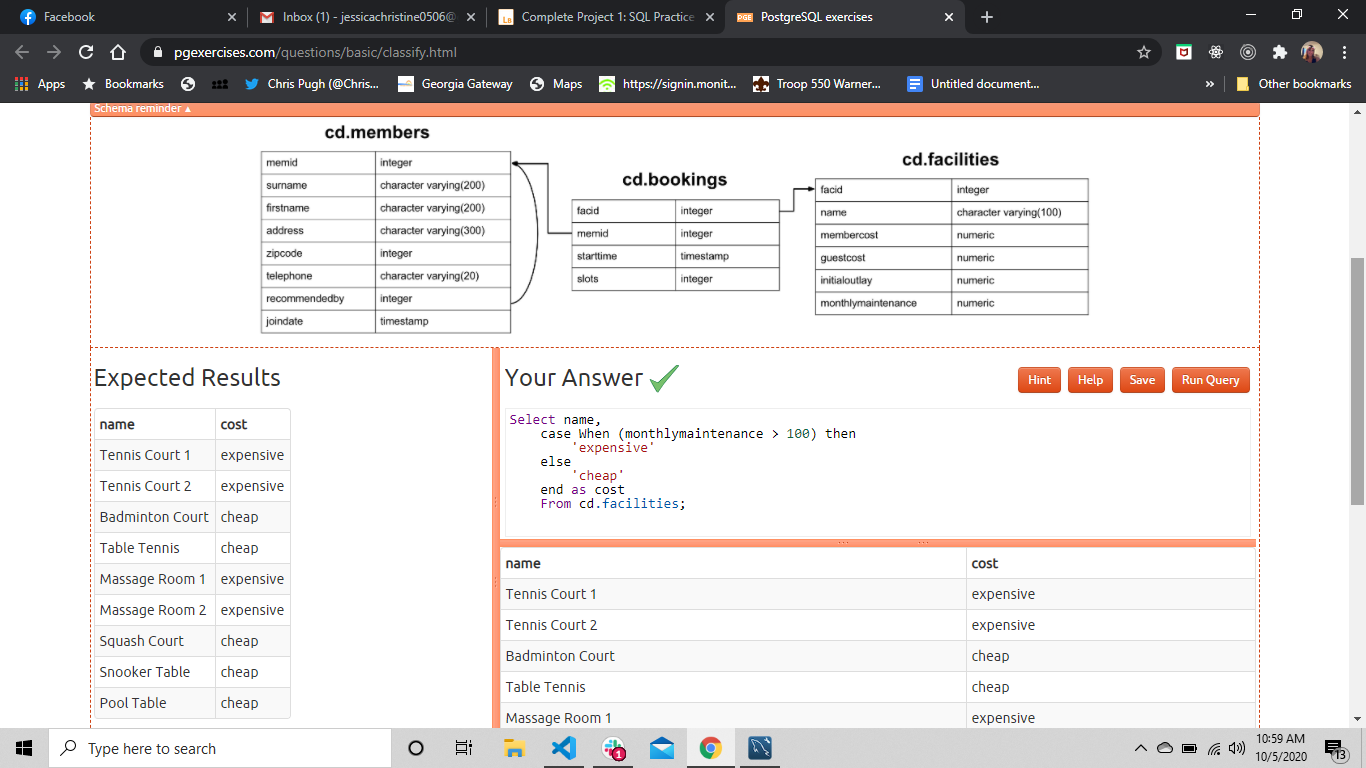 Facebook
Inbox (1) - jessicachristine0506@
Complete Project 1: SQL Practice
PostgreSQL exercises
pgexercises.com/questions/basic/classify.html
Apps
Bookmarks
Chris Pugh (@Chris...
Georgia Gateway
Maps
https://signin.monit...
Troop 550 Warner...
Untitled document...
»
Other bookmarks
Schema reminder ▴
cd.members
memid integer
surname character varying(200)
firstname character varying(200)
address character varying(300)
zipcode integer
telephone character varying(20)
recommendedby integer
joindate timestamp
cd.bookings
facid integer
memid integer
starttime timestamp
slots integer
cd.facilities
facid integer
name character varying(100)
membercost numeric
guestcost numeric
initialoutlay numeric
monthlymaintenance numeric
Expected Results
name cost
Tennis Court 1 expensive
Tennis Court 2 expensive
Badminton Court cheap
Table Tennis cheap
Massage Room 1 expensive
Massage Room 2 expensive
Squash Court cheap
Snooker Table cheap
Pool Table cheap
Your Answer
Hint
Help
Save
Run Query
Select name,
case When (monthlymaintenance > 100) then
'expensive'
else
'cheap'
end as cost
From cd.facilities;
name cost
Tennis Court 1 expensive
Tennis Court 2 expensive
Badminton Court cheap
Table Tennis cheap
Massage Room 1 expensive
Type here to search
1
10:59 AM
10/5/2020
13